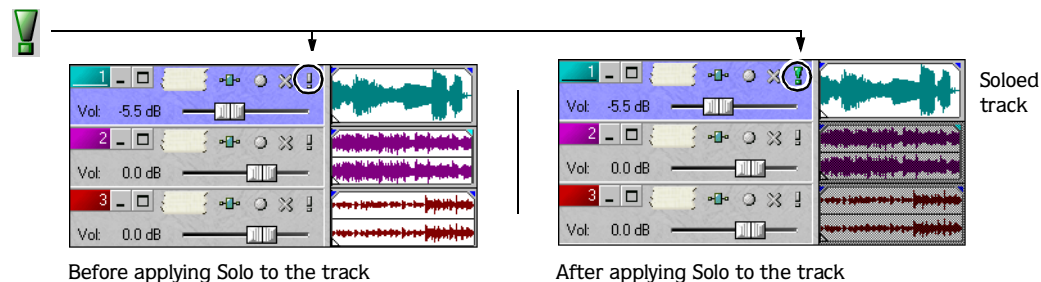 1
Vol: -5.5 dB
2
Vol: 0.0 dB
3
Vol: 0.0 dB
Before applying Solo to the track
1
Vol: -5.5 dB
2
Vol: 0.0 dB
3
Vol: 0.0 dB
After applying Solo to the track
Soloed
track